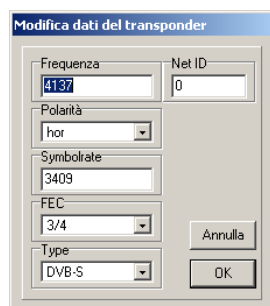 Modifica dati del transponder
Frequenza
4137
Net ID
0
Polarità
hor
Symbolrate
3409
FEC
3/4
Type
DVB-S
Annulla
OK